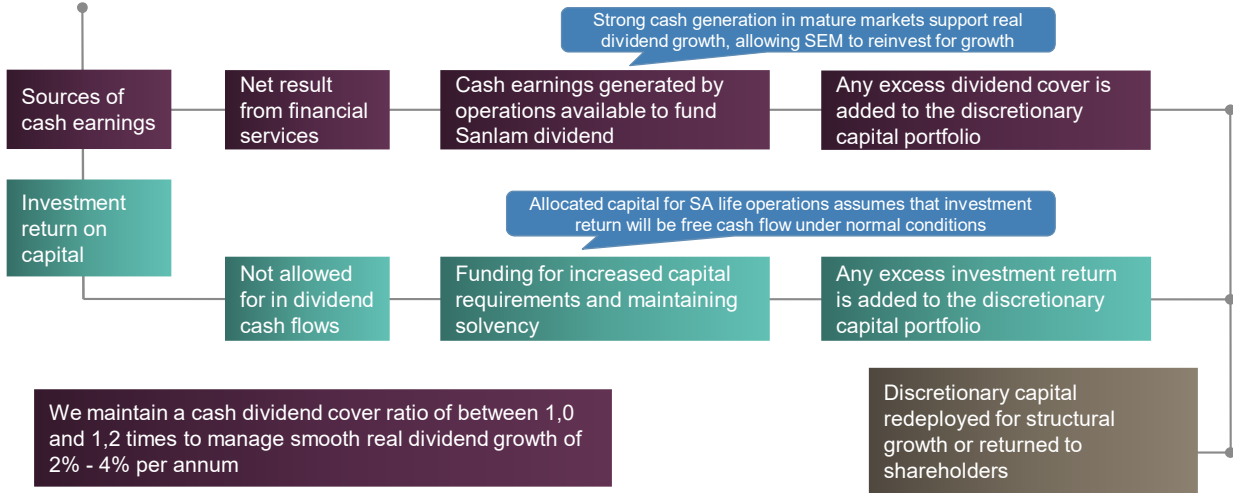 Strong cash generation in mature markets support real
dividend growth, allowing SEM to reinvest for growth
Sources of
cash earnings
Net result
from financial
services
Cash earnings generated by
operations available to fund
Sanlam dividend
Any excess dividend cover is
added to the discretionary
capital portfolio
Investment
return on
capital
Allocated capital for SA life operations assumes that investment
return will be free cash flow under normal conditions
Not allowed
for in dividend
cash flows
Funding for increased capital
requirements and maintaining
solvency
Any excess investment return
is added to the discretionary
capital portfolio
We maintain a cash dividend cover ratio of between 1,0
and 1,2 times to manage smooth real dividend growth of
2% - 4% per annum
Discretionary capital
redeployed for structural
growth or returned to
shareholders